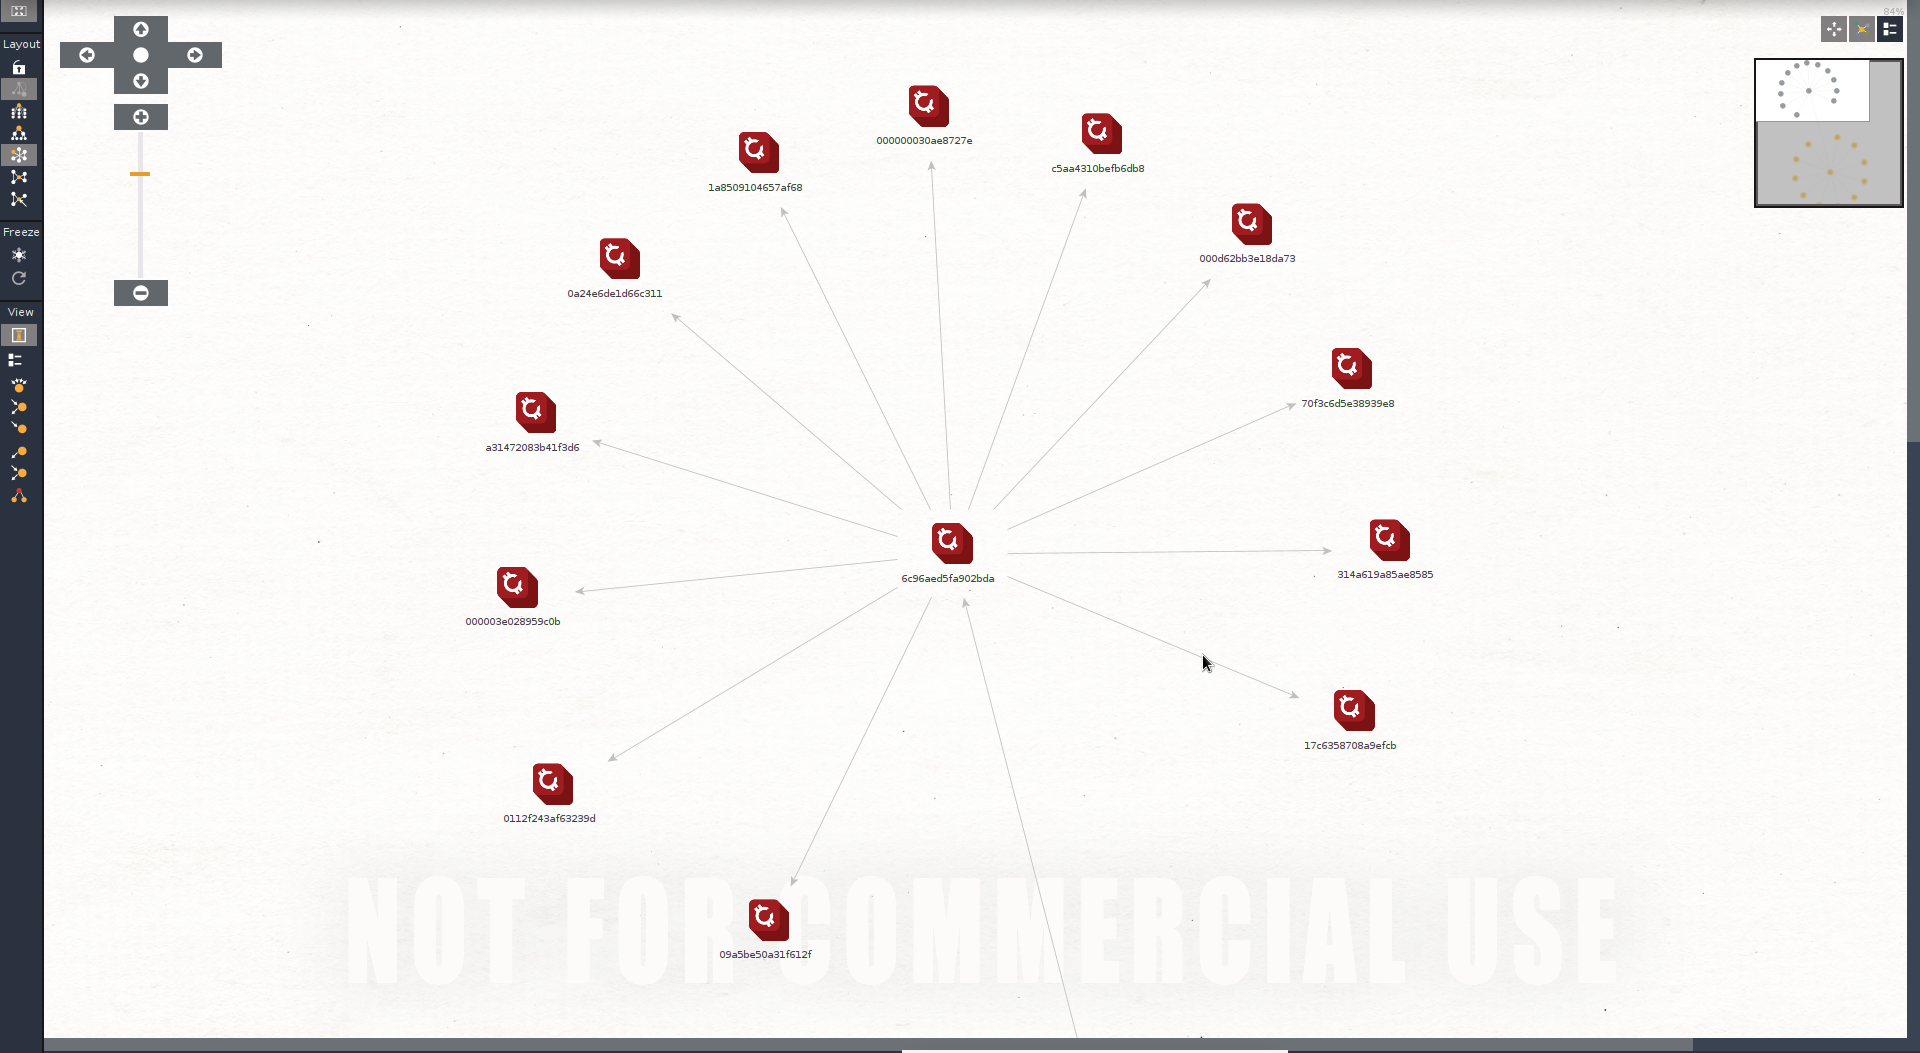 84%
Layout
000000030ae8727e
c5aa4310befb6db8
1a8509104657af68
Freeze
000d62bb3e18da73
0a24e6de1d66c311
View
70f3c6d5e38939e8
a31472083b41f3d6
314a619a85ae8585
6c96aed5fa902bda
000003e028959c0b
17c6358708a9efcb
0112f243af63239d
NOT FOR COMMERCIAL USE
09a5be50a31f612f